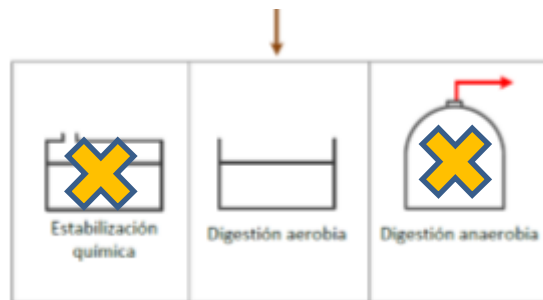 Estabilización
química
Digestión aerobia
Digestión anaerobia